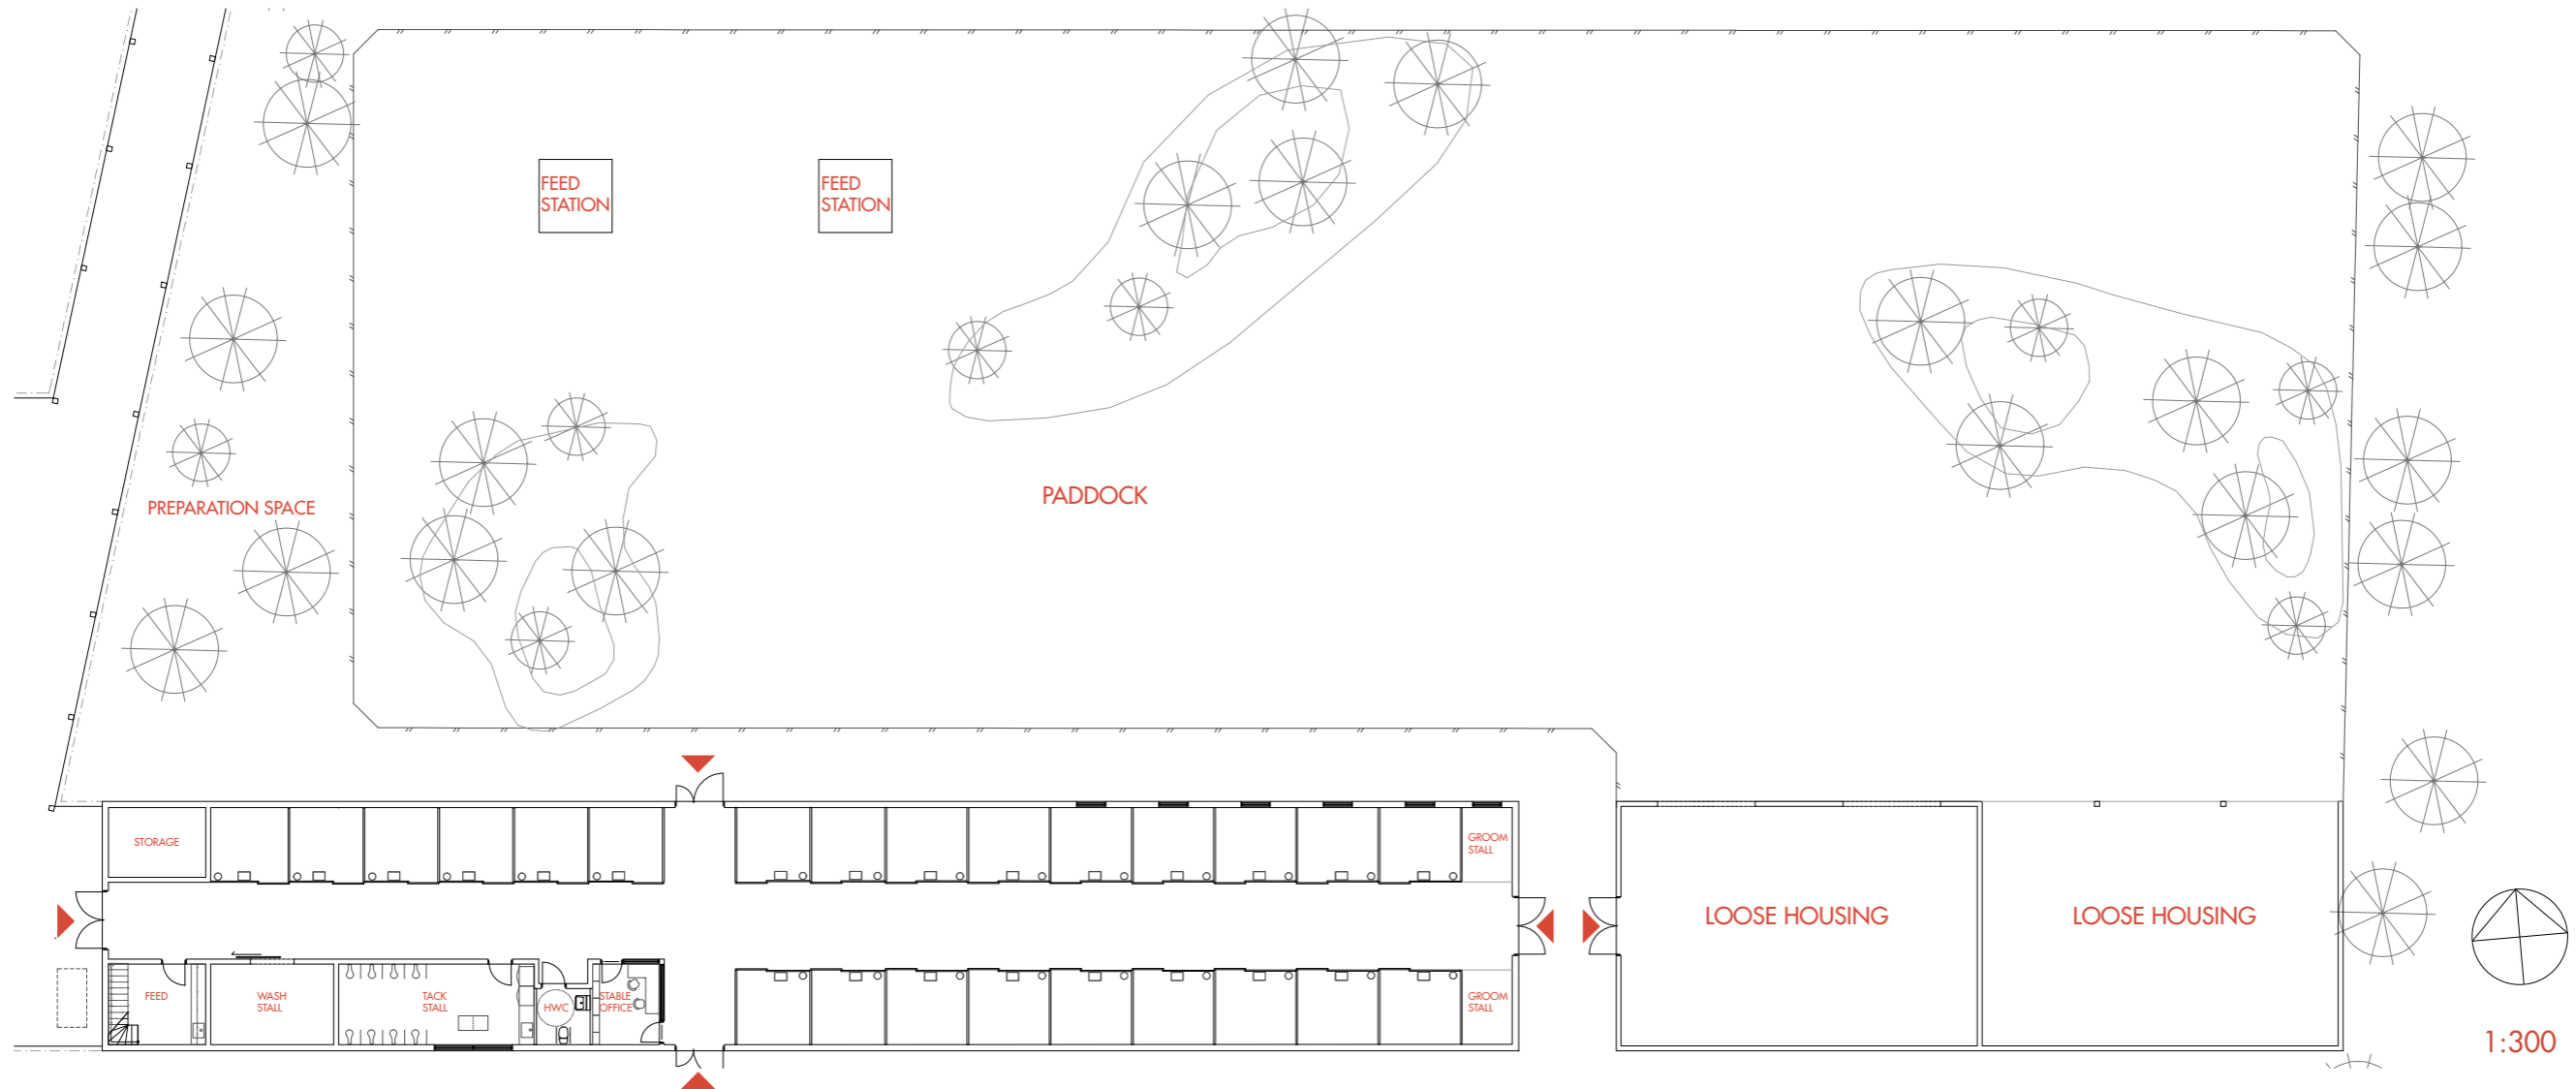 FEED
STATION
FEED
STATION
PREPARATION SPACE
PADDOCK
STORAGE
GROOM
STALL
LOOSE HOUSING
LOOSE HOUSING
FEED
WASH
STALL
TACK
STALL
HWC
STABLE
OFFICE
GROOM
STALL
1:300